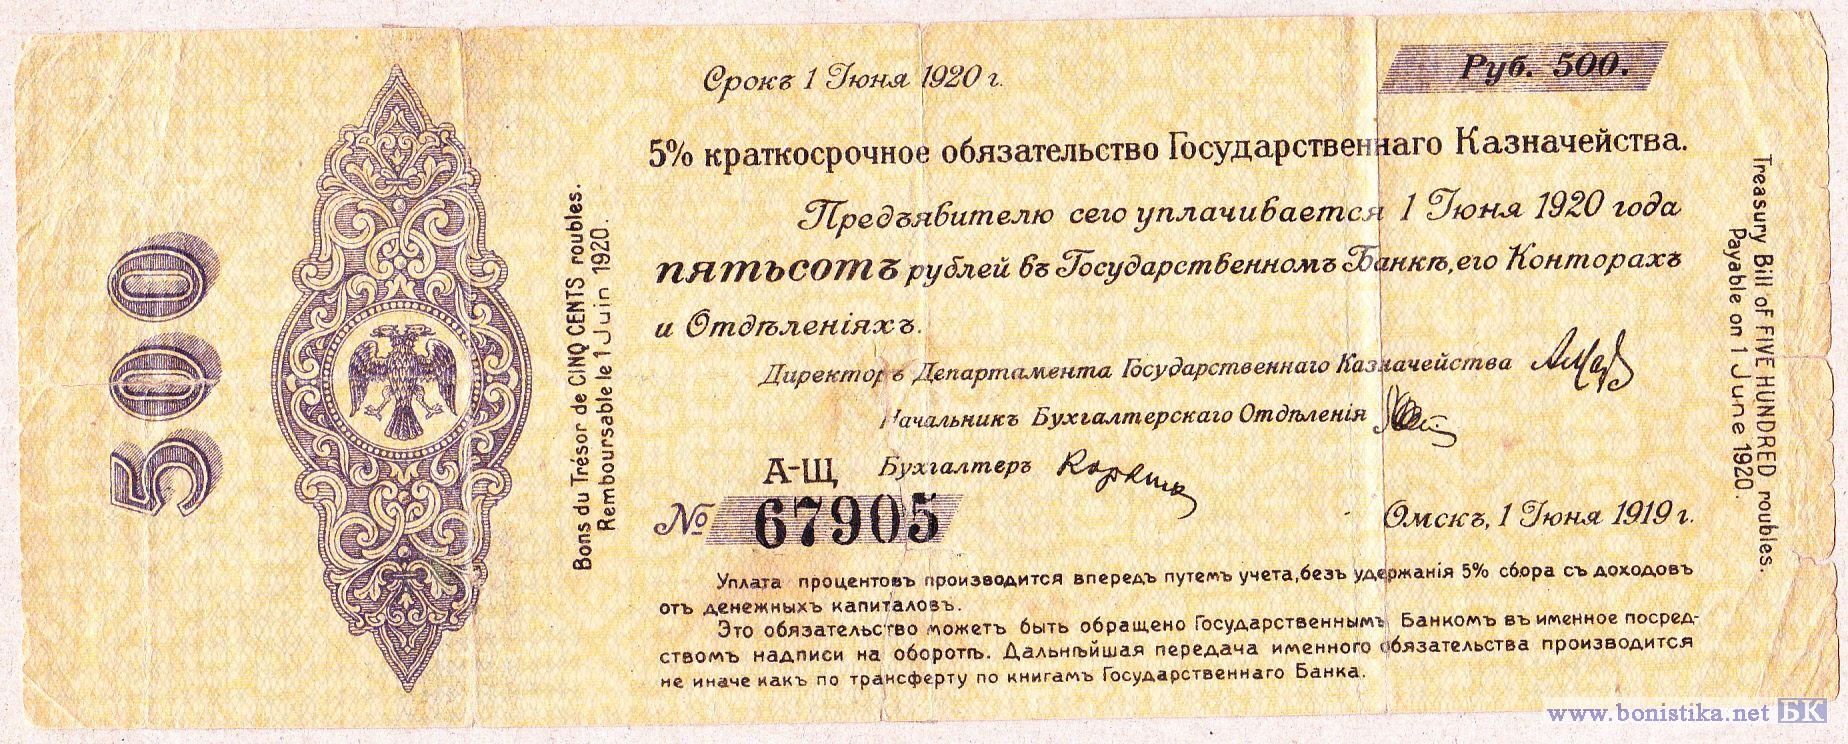 Срокъ 1 Іюня 1920 г.
Руб. 500.
5% краткосрочное обязательство Государственнаго Казначейства.
Предъявителю сего уплачивается 1 Іюня 1920 года
пятьсотъ рублей въ Государственномъ Банкѣ, его Конторахъ
и Отдѣленіяхъ.
Директоръ Департамента Государственнаго Казначейства
Начальникъ Бухгалтерскаго Отдѣленія
Бухгалтеръ
А-Щ
№ 67905
Омскъ, 1 Іюня 1919 г.
Уплата процентовъ производится впередъ путемъ учета, безъ удержанія 5% сбора съ доходовъ
отъ денежныхъ капиталовъ.
Это обязательство можетъ быть обращено Государственнымъ Банкомъ въ именное посред-
ствомъ надписи на оборотѣ. Дальнѣйшая передача именного обязательства производится
не иначе какъ по трансферту по книгамъ Государственнаго Банка.
500
Bons du Trésor de CINQ CENTS roubles.
Remboursable le 1 Juin 1920.
Treasury Bill of FIVE HUNDRED roubles.
Payable on 1 June 1920.
www.bonistika.net БК